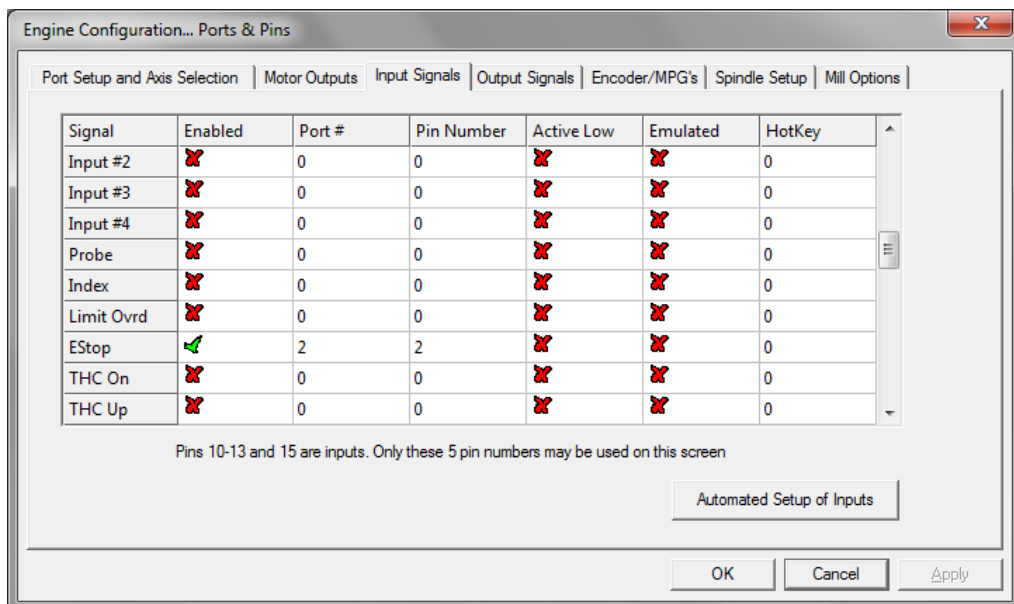 Engine Configuration... Ports & Pins
Port Setup and Axis Selection Motor Outputs Input Signals Output Signals Encoder/MPG's Spindle Setup Mill Options
Signal Enabled Port # Pin Number Active Low Emulated HotKey
Input #2 0 0 0
Input #3 0 0 0
Input #4 0 0 0
Probe 0 0 0
Index 0 0 0
Limit Ovrd 0 0 0
EStop 2 2 0
THC On 0 0 0
THC Up 0 0 0
Pins 10-13 and 15 are inputs. Only these 5 pin numbers may be used on this screen
Automated Setup of Inputs
OK Cancel Apply